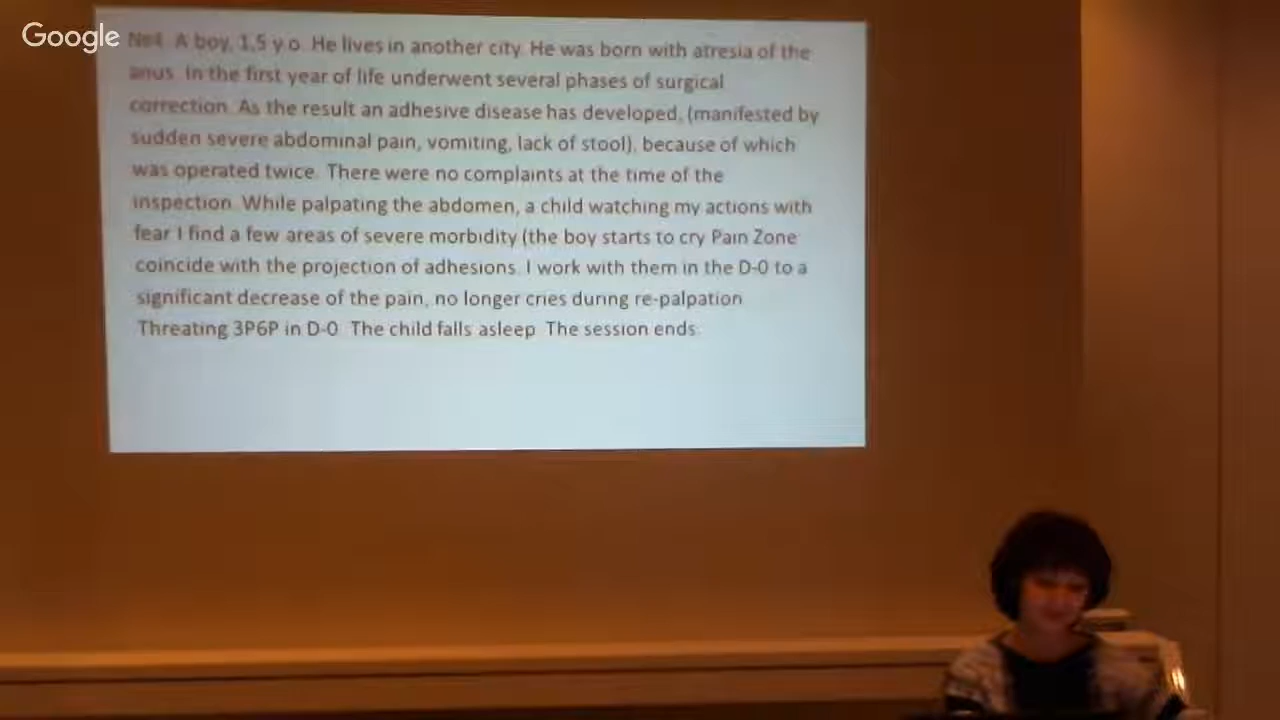 Google
№4. A boy, 1,5 y.o. He lives in another city. He was born with atresia of the
anus. In the first year of life underwent several phases of surgical
correction. As the result an adhesive disease has developed, (manifested by
sudden severe abdominal pain, vomiting, lack of stool), because of which
was operated twice. There were no complaints at the time of the
inspection. While palpating the abdomen, a child watching my actions with
fear I find a few areas of severe morbidity (the boy starts to cry Pain Zone
coincide with the projection of adhesions. I work with them in the D-0 to a
significant decrease of the pain, no longer cries during re-palpation
Threating 3P6P in D-0. The child falls asleep. The session ends.